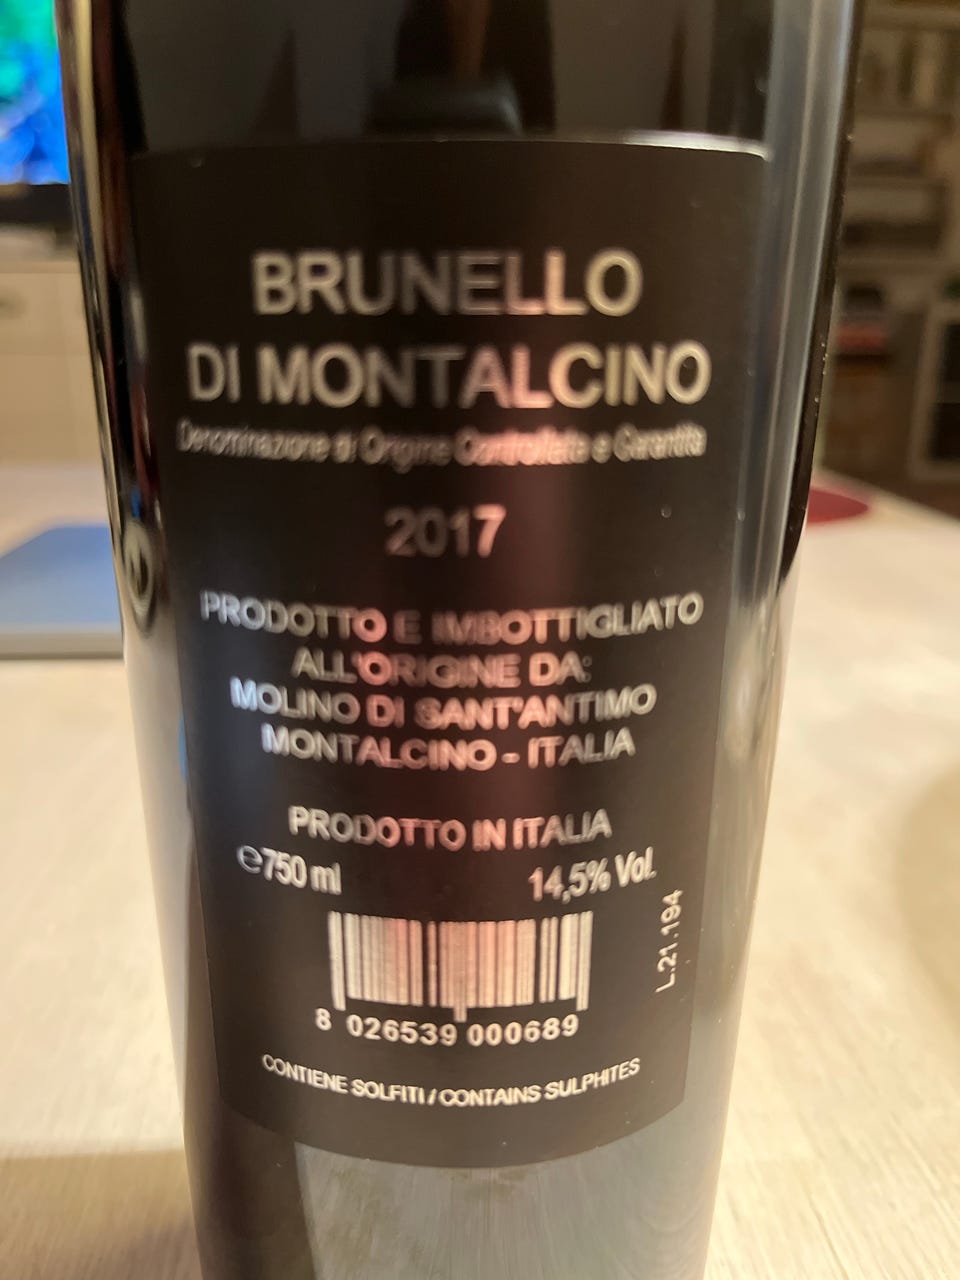 BRUNELLO
DI MONTALCINO
Denominazione di Origine Controllata e Garantita
2017
PRODOTTO E IMBOTTIGLIATO
ALL'ORIGINE DA:
MOLINO DI SANT'ANTIMO
MONTALCINO - ITALIA
PRODOTTO IN ITALIA
℮750 ml 14,5% Vol.
L.21.194
8 026539 000689
CONTIENE SOLFITI / CONTAINS SULPHITES